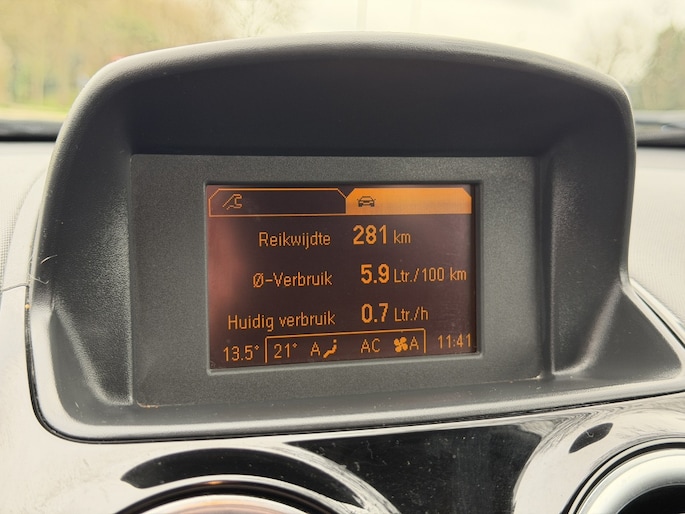 Reikwijdte 281 km
Ø-Verbruik 5.9 Ltr./100 km
Huidig verbruik 0.7 Ltr./h
13.5° 21° A AC A 11:41